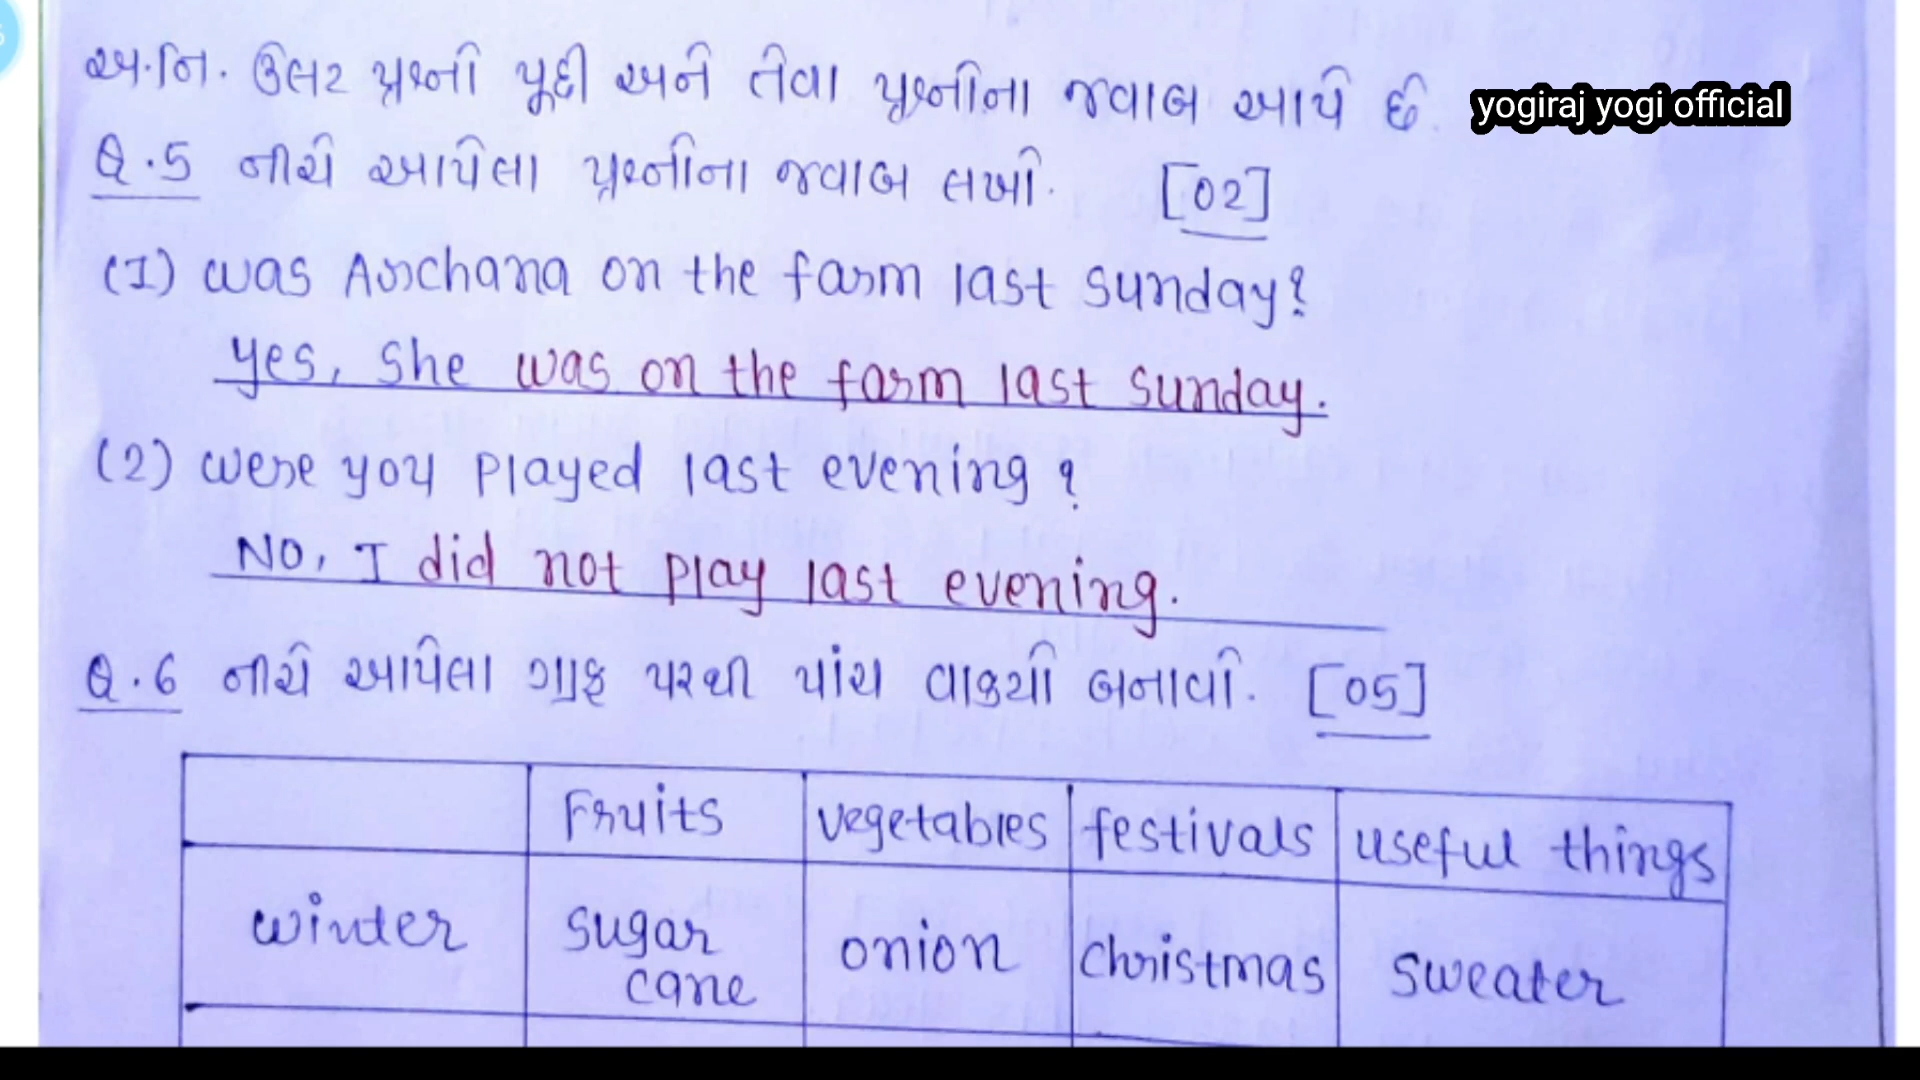 અ.નિ. ઉલટ પ્રશ્નો પૂછી અને તેવા પ્રશ્નોના જવાબ આપે છે.
yogiraj yogi official
Q.5 નીચે આપેલા પ્રશ્નોના જવાબ લખો. [02]
(1) was Archana on the farm last sunday?
yes, she was on the farm last sunday.
(2) were you played last evening?
No, I did not play last evening.
Q.6 નીચે આપેલા ગ્રાફ પરથી પાંચ વાક્યો બનાવો. [05]
Fruits vegetables festivals useful things
winter sugar cane onion christmas sweater